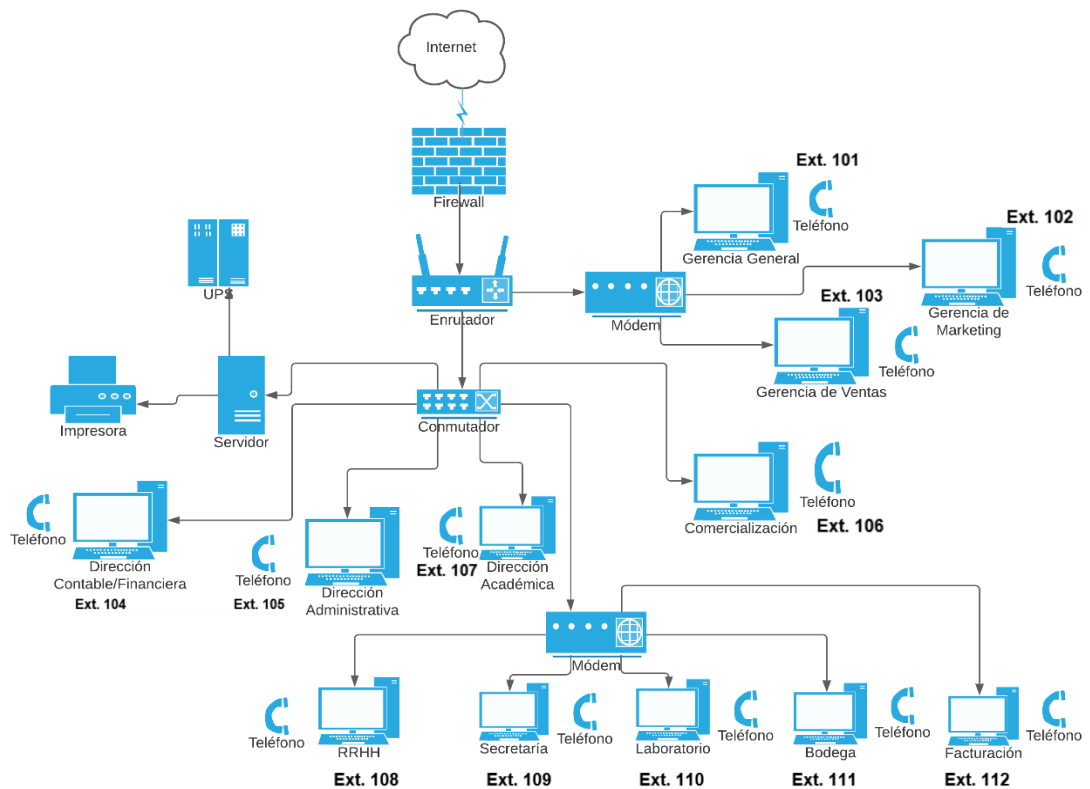 Internet
Firewall
Ext. 101
Teléfono
Gerencia General
Ext. 102
Teléfono
Gerencia de
Marketing
UPS
Enrutador
Módem
Ext. 103
Teléfono
Gerencia de Ventas
Impresora
Servidor
Conmutador
Teléfono
Dirección
Contable/Financiera
Ext. 104
Teléfono
Ext. 105
Dirección
Administrativa
Teléfono
Ext. 107
Dirección
Académica
Comercialización
Teléfono
Ext. 106
Módem
Teléfono
RRHH
Ext. 108
Secretaría
Teléfono
Ext. 109
Laboratorio
Teléfono
Ext. 110
Bodega
Teléfono
Ext. 111
Facturación
Teléfono
Ext. 112